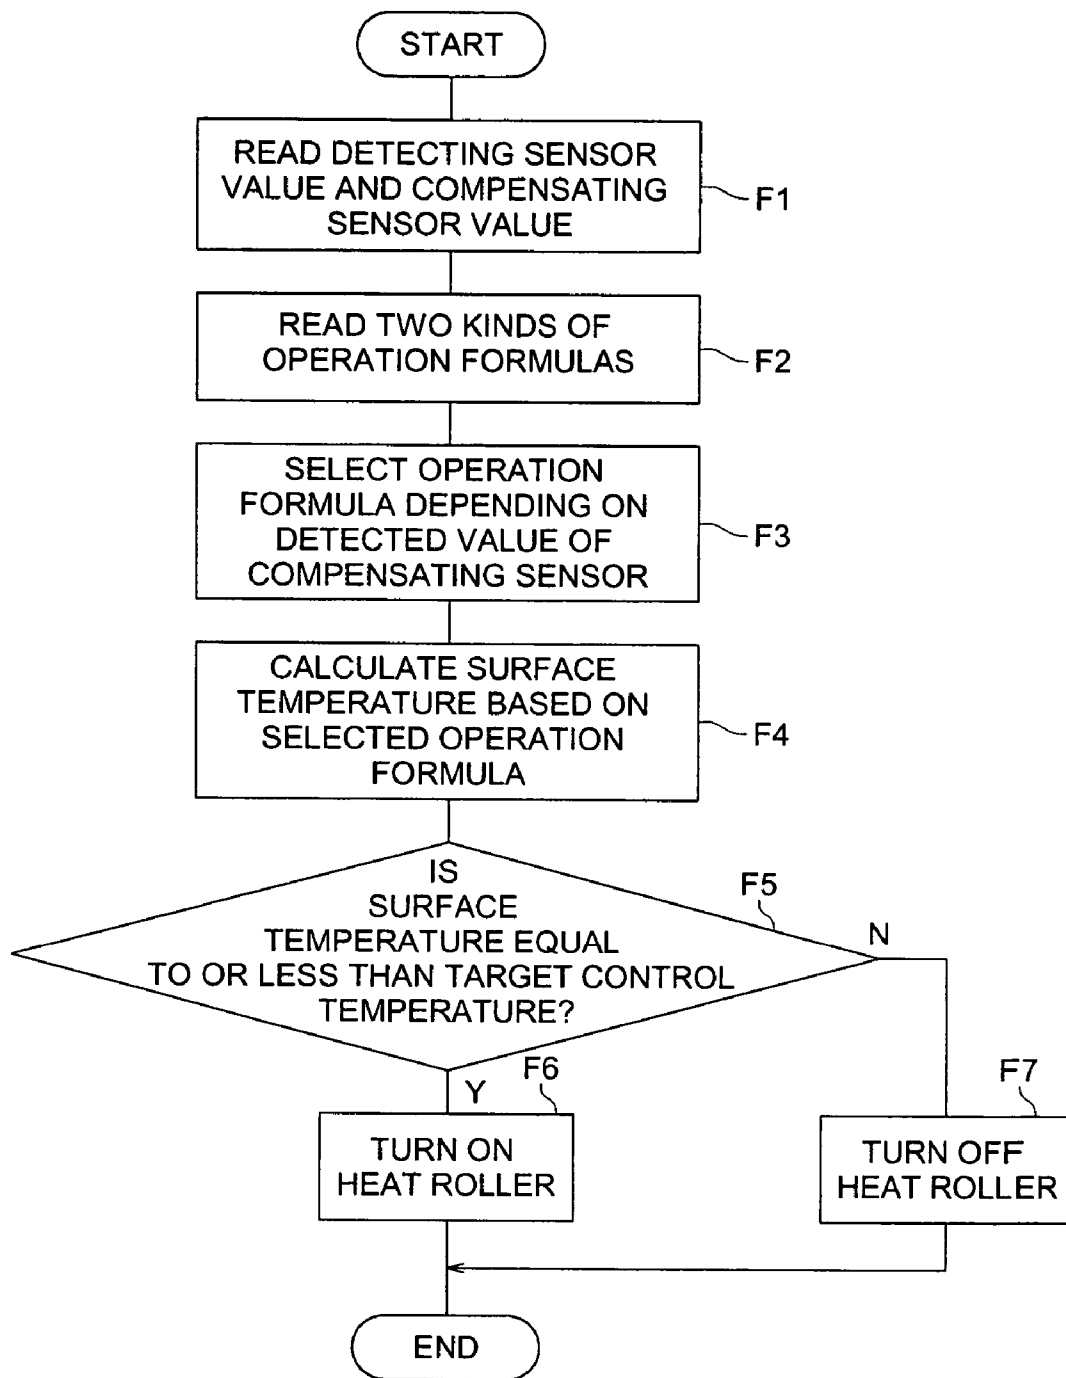 START
READ DETECTING SENSOR
VALUE AND COMPENSATING
SENSOR VALUE
F1
READ TWO KINDS OF
OPERATION FORMULAS
F2
SELECT OPERATION
FORMULA DEPENDING ON
DETECTED VALUE OF
COMPENSATING SENSOR
F3
CALCULATE SURFACE
TEMPERATURE BASED ON
SELECTED OPERATION
FORMULA
F4
IS
SURFACE
TEMPERATURE EQUAL
TO OR LESS THAN TARGET CONTROL
TEMPERATURE?
F5
N
Y
F6
TURN ON
HEAT ROLLER
F7
TURN OFF
HEAT ROLLER
END